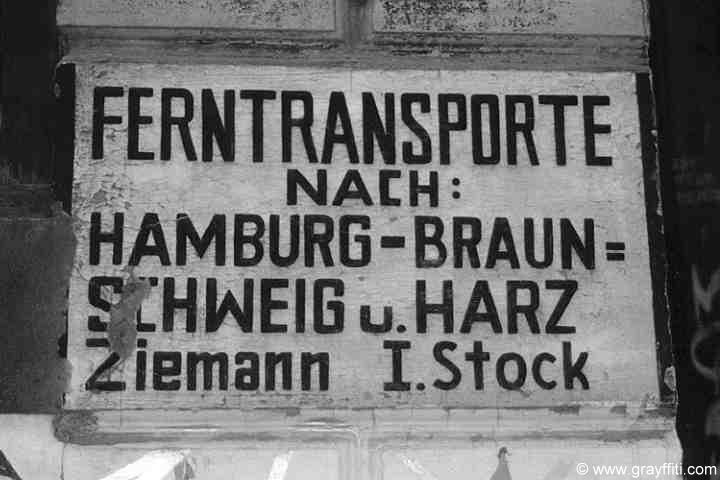 FERNTRANSPORTE
NACH:
HAMBURG-BRAUN=
SCHWEIG u. HARZ
Ziemann I. Stock
© www.grayffiti.com